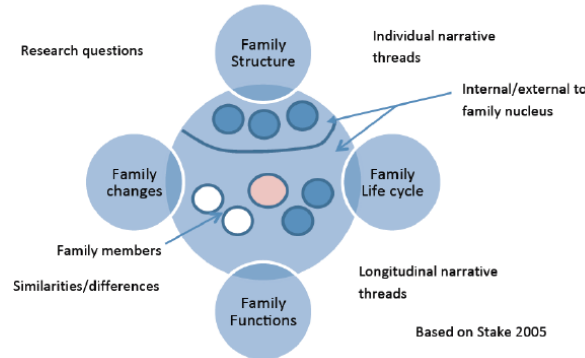 Research questions
Family
Structure
Individual narrative
threads
Internal/external to
family nucleus
Family
changes
Family
Life cycle
Family members
Similarities/differences
Family
Functions
Longitudinal narrative
threads
Based on Stake 2005